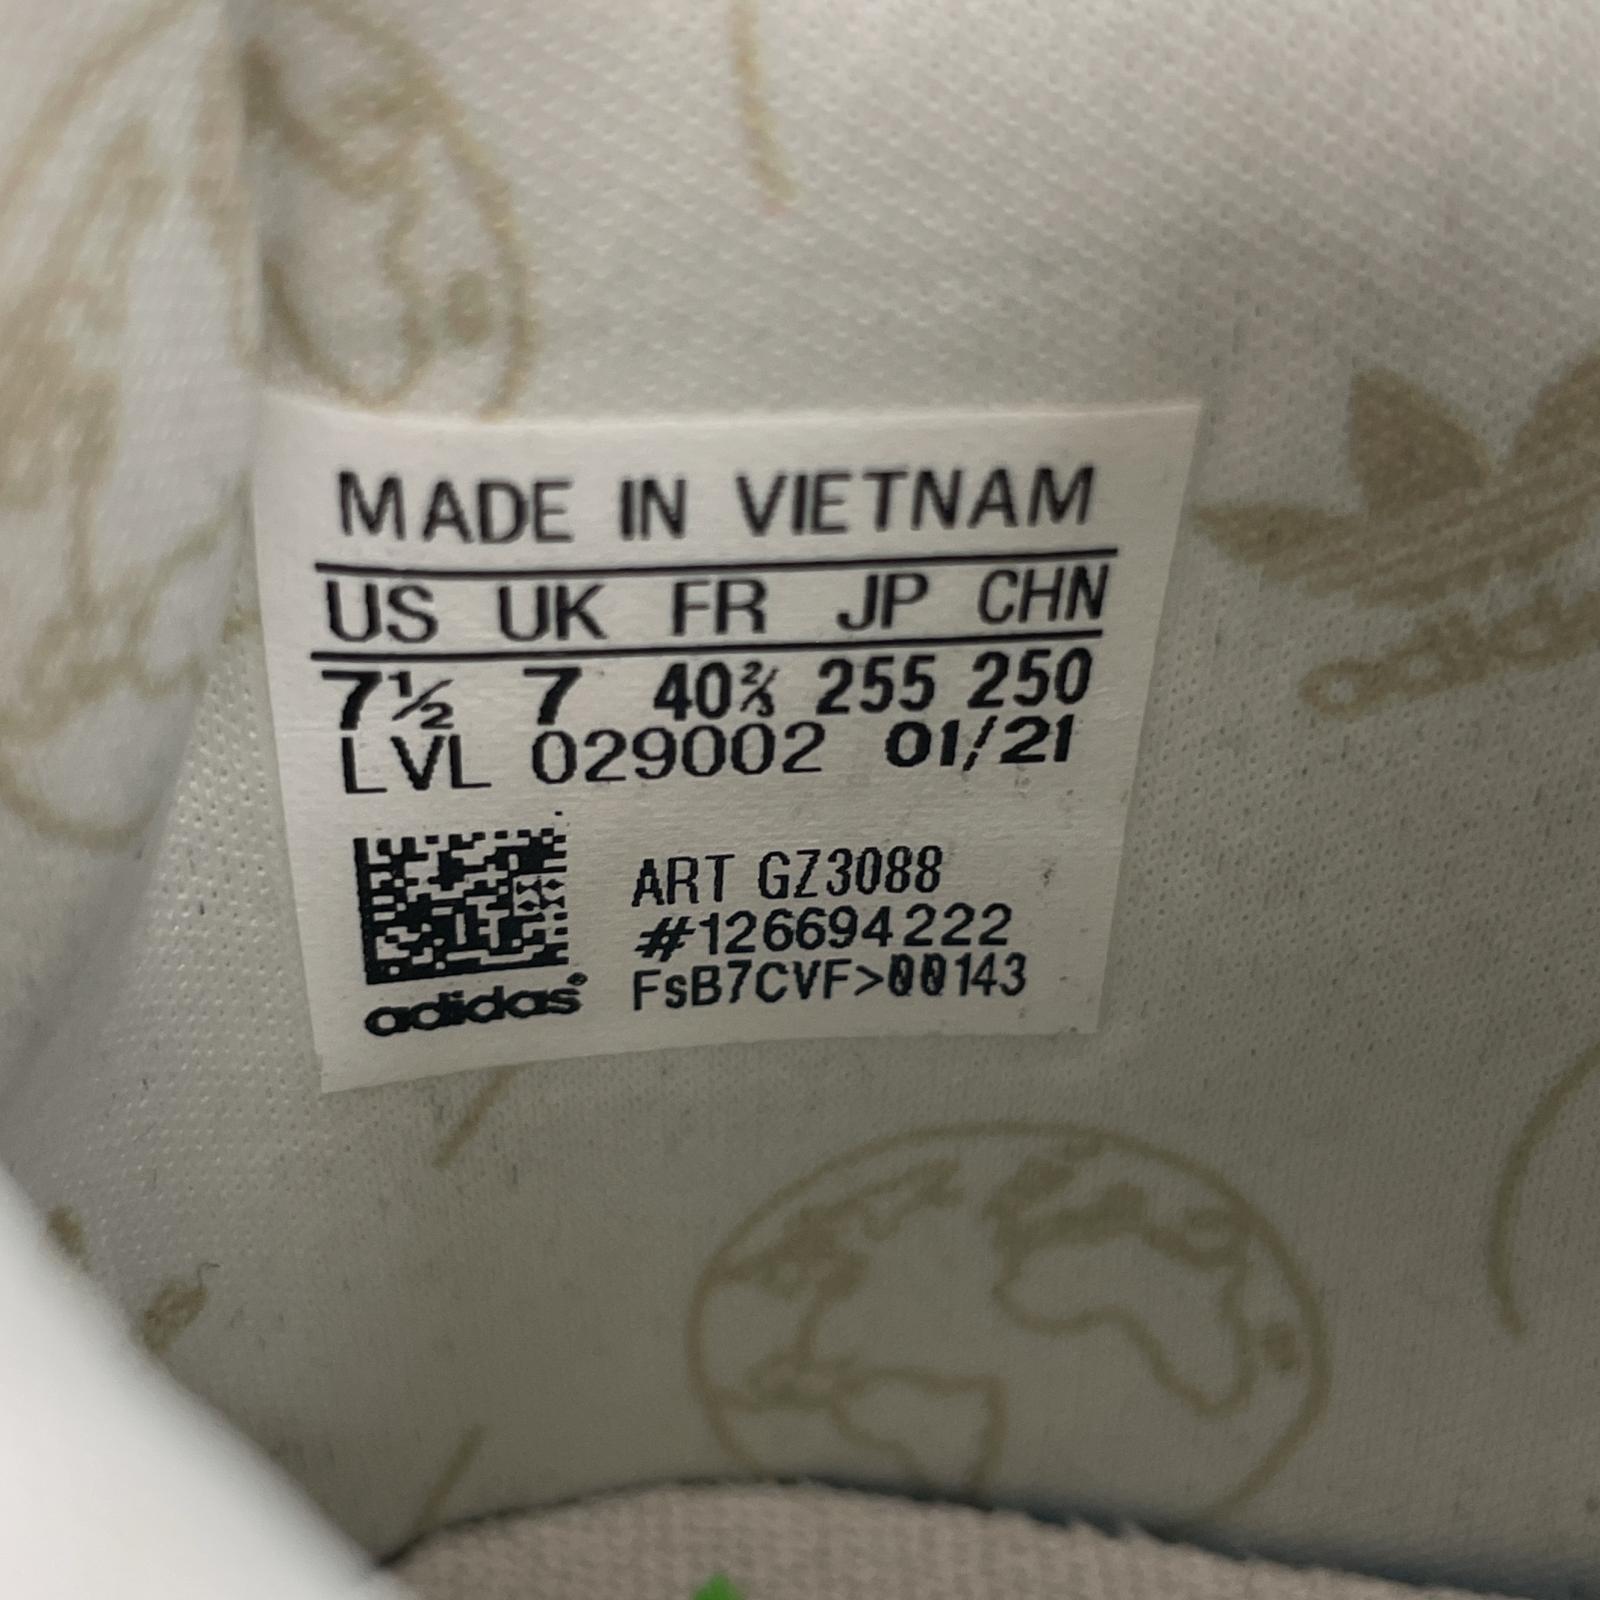 MADE IN VIETNAM
US UK FR JP CHN
7½ 7 40⅔ 255 250
LVL 029002 01/21
ART GZ3088
#126694222
FsB7CVF>00143
adidas®